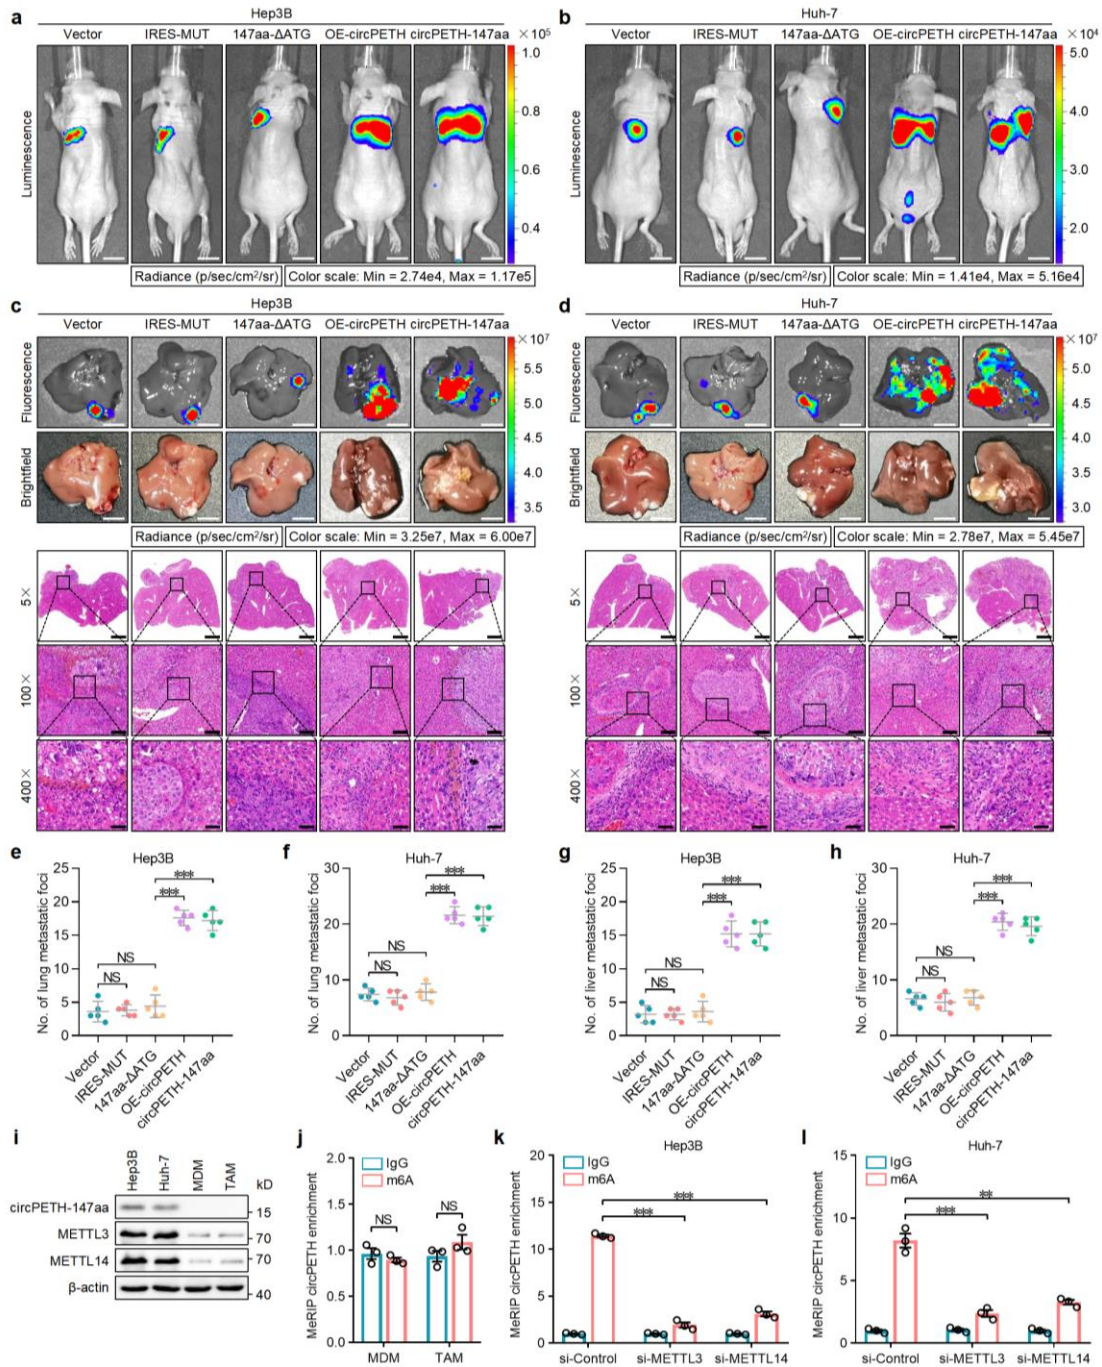 a
Hep3B
Vector IRES-MUT 147aa-ΔATG OE-circPETH circPETH-147aa
×10⁵
Luminescence
1.0
0.8
0.6
0.4
Radiance (p/sec/cm²/sr) Color scale: Min = 2.74e4, Max = 1.17e5
b
Huh-7
Vector IRES-MUT 147aa-ΔATG OE-circPETH circPETH-147aa
×10⁴
Luminescence
5.0
4.0
3.0
2.0
Radiance (p/sec/cm²/sr) Color scale: Min = 1.41e4, Max = 5.16e4
c
Hep3B
Vector IRES-MUT 147aa-ΔATG OE-circPETH circPETH-147aa
×10⁷
Fluorescence
Brightfield
5.5
5.0
4.5
4.0
3.5
Radiance (p/sec/cm²/sr) Color scale: Min = 3.25e7, Max = 6.00e7
5×
100×
400×
d
Huh-7
Vector IRES-MUT 147aa-ΔATG OE-circPETH circPETH-147aa
×10⁷
Fluorescence
Brightfield
5.0
4.5
4.0
3.5
3.0
Radiance (p/sec/cm²/sr) Color scale: Min = 2.78e7, Max = 5.45e7
5×
100×
400×
e
Hep3B
No. of lung metastatic foci
25
20
15
10
5
0
NS
NS
***
***
Vector
IRES-MUT
147aa-ΔATG
OE-circPETH
circPETH-147aa
f
Huh-7
No. of lung metastatic foci
30
20
10
0
NS
NS
***
***
Vector
IRES-MUT
147aa-ΔATG
OE-circPETH
circPETH-147aa
g
Hep3B
No. of liver metastatic foci
25
20
15
10
5
0
NS
NS
***
***
Vector
IRES-MUT
147aa-ΔATG
OE-circPETH
circPETH-147aa
h
Huh-7
No. of liver metastatic foci
30
20
10
0
NS
NS
***
***
Vector
IRES-MUT
147aa-ΔATG
OE-circPETH
circPETH-147aa
i
Hep3B Huh-7 MDM TAM kD
circPETH-147aa 15
METTL3 70
METTL14 70
β-actin 40
j
IgG
m6A
MeRIP circPETH enrichment
2.0
1.5
1.0
0.5
0.0
NS
NS
MDM TAM
k
Hep3B
IgG
m6A
MeRIP circPETH enrichment
20
15
10
5
0
***
***
si-Control si-METTL3 si-METTL14
l
Huh-7
IgG
m6A
MeRIP circPETH enrichment
15
10
5
0
**
***
si-Control si-METTL3 si-METTL14